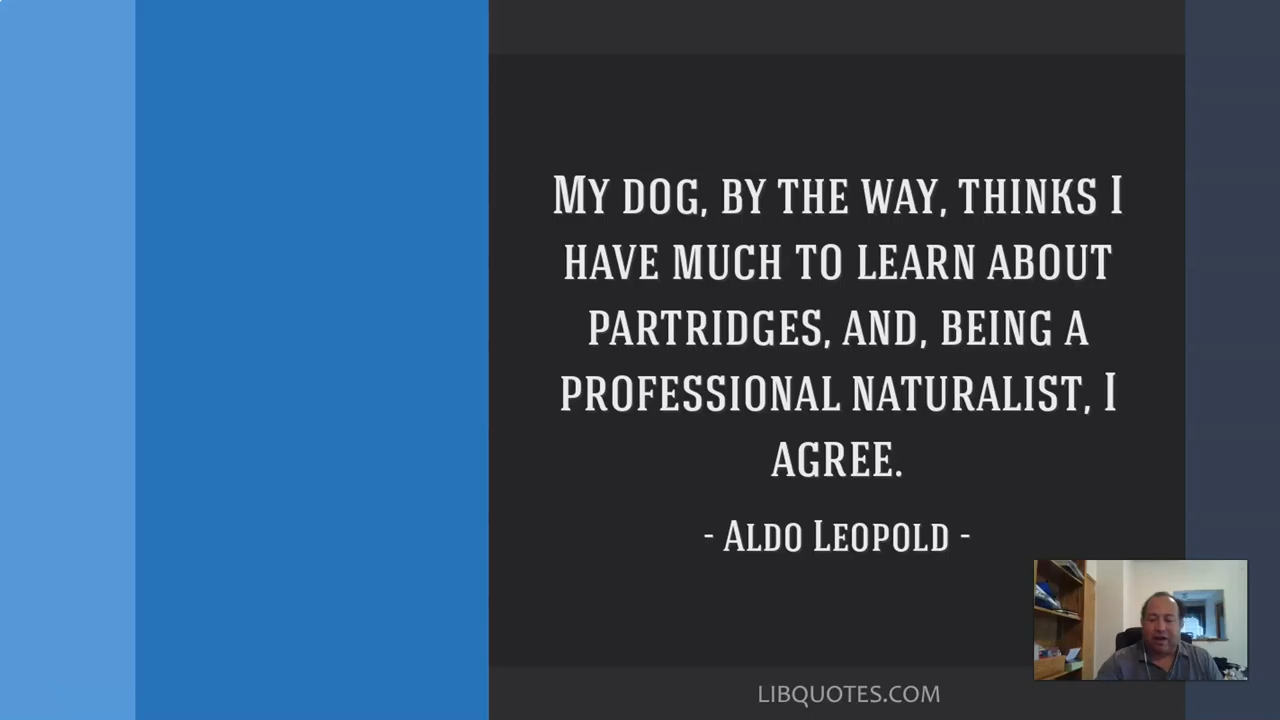 My dog, by the way, thinks I
have much to learn about
partridges, and, being a
professional naturalist, I
agree.
- Aldo Leopold -
LIBQUOTES.COM